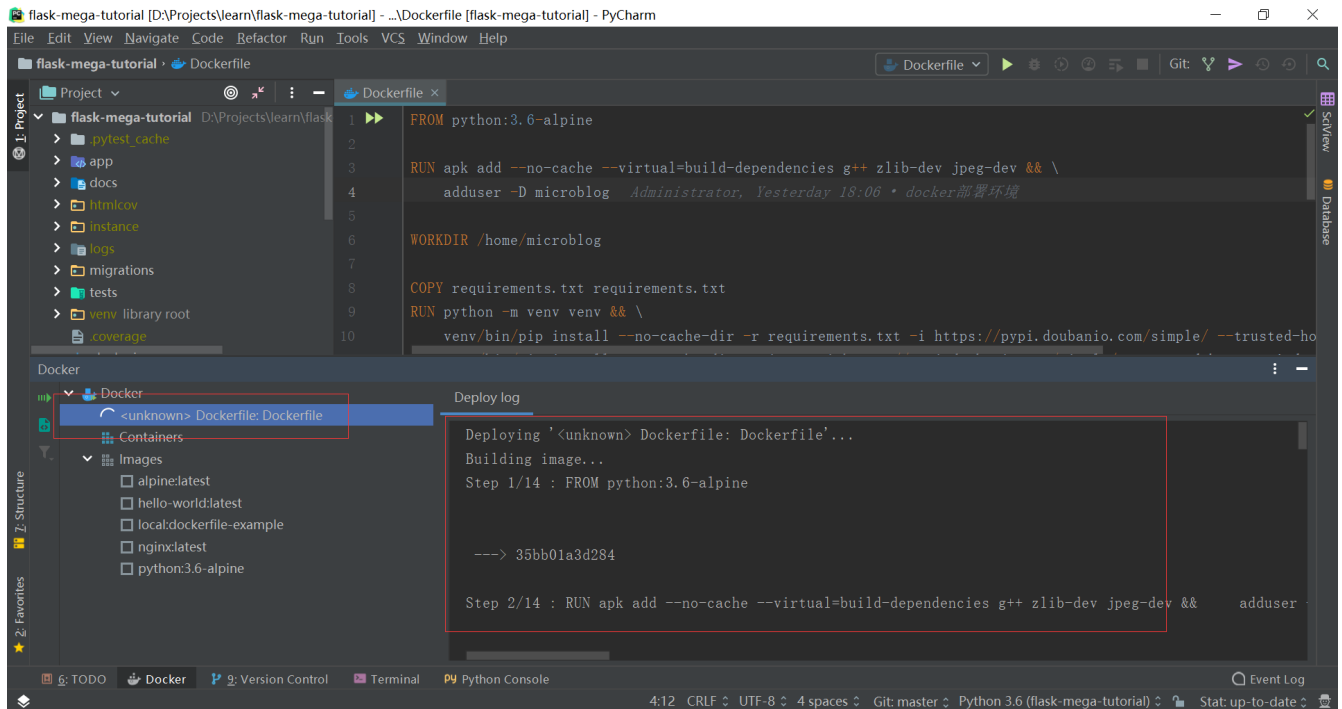 flask-mega-tutorial [D:\Projects\learn\flask-mega-tutorial] - ...\Dockerfile [flask-mega-tutorial] - PyCharm
File Edit View Navigate Code Refactor Run Tools VCS Window Help
flask-mega-tutorial › Dockerfile
Dockerfile
Git:
1: Project
Project
flask-mega-tutorial D:\Projects\learn\flask
.pytest_cache
app
docs
htmlcov
instance
logs
migrations
tests
venv library root
.coverage
Dockerfile ×
1 FROM python:3.6-alpine
2
3 RUN apk add --no-cache --virtual=build-dependencies g++ zlib-dev jpeg-dev && \
4 adduser -D microblog Administrator, Yesterday 18:06 • docker部署环境
5
6 WORKDIR /home/microblog
7
8 COPY requirements.txt requirements.txt
9 RUN python -m venv venv && \
10 venv/bin/pip install --no-cache-dir -r requirements.txt -i https://pypi.doubanio.com/simple/ --trusted-ho
SciView
Database
Docker
Docker
<unknown> Dockerfile: Dockerfile
Containers
Images
alpine:latest
hello-world:latest
local:dockerfile-example
nginx:latest
python:3.6-alpine
Deploy log
Deploying '<unknown> Dockerfile: Dockerfile'...
Building image...
Step 1/14 : FROM python:3.6-alpine
---> 35bb01a3d284
Step 2/14 : RUN apk add --no-cache --virtual=build-dependencies g++ zlib-dev jpeg-dev && adduser
7: Structure
2: Favorites
6: TODO Docker 9: Version Control Terminal Python Console Event Log
4:12 CRLF UTF-8 4 spaces Git: master Python 3.6 (flask-mega-tutorial) Stat: up-to-date